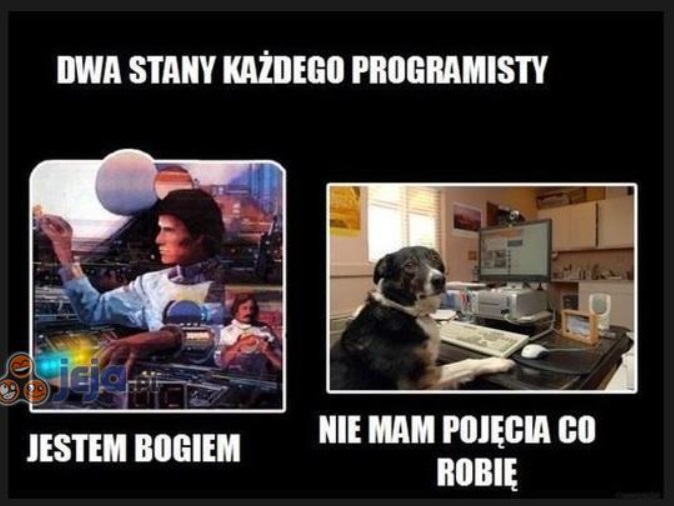 DWA STANY KAŻDEGO PROGRAMISTY
jeja.pl
JESTEM BOGIEM
NIE MAM POJĘCIA CO
ROBIĘ